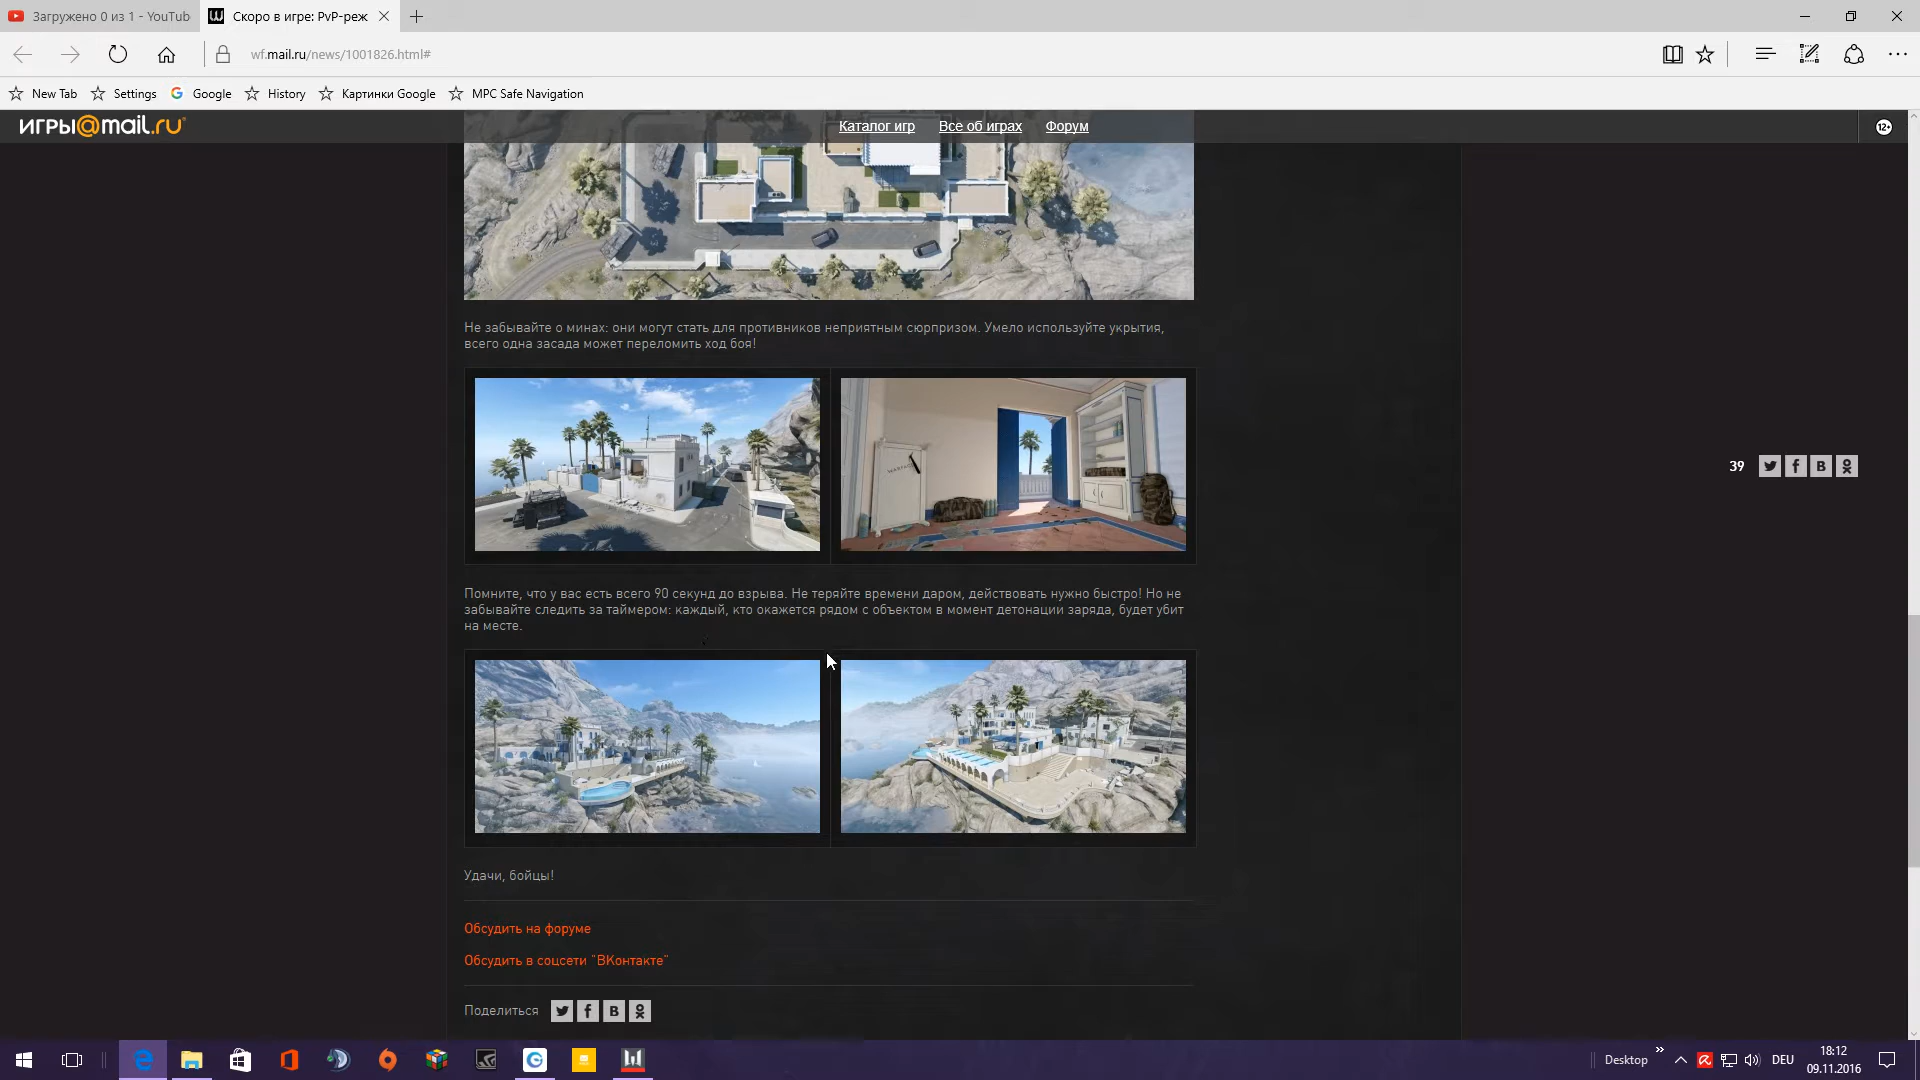 Загружено 0 из 1 - YouTub
Скоро в игре: PvP-реж
wf.mail.ru/news/1001826.html#
New Tab
Settings
Google
History
Картинки Google
MPC Safe Navigation
ИГРЫ@mail.ru
Каталог игр
Все об играх
Форум
12+
Не забывайте о минах: они могут стать для противников неприятным сюрпризом. Умело используйте укрытия,
всего одна засада может переломить ход боя!
39
Помните, что у вас есть всего 90 секунд до взрыва. Не теряйте времени даром, действовать нужно быстро! Но не
забывайте следить за таймером: каждый, кто окажется рядом с объектом в момент детонации заряда, будет убит
на месте.
Удачи, бойцы!
Обсудить на форуме
Обсудить в соцсети "ВКонтакте"
Поделиться
Desktop
DEU
18:12
09.11.2016